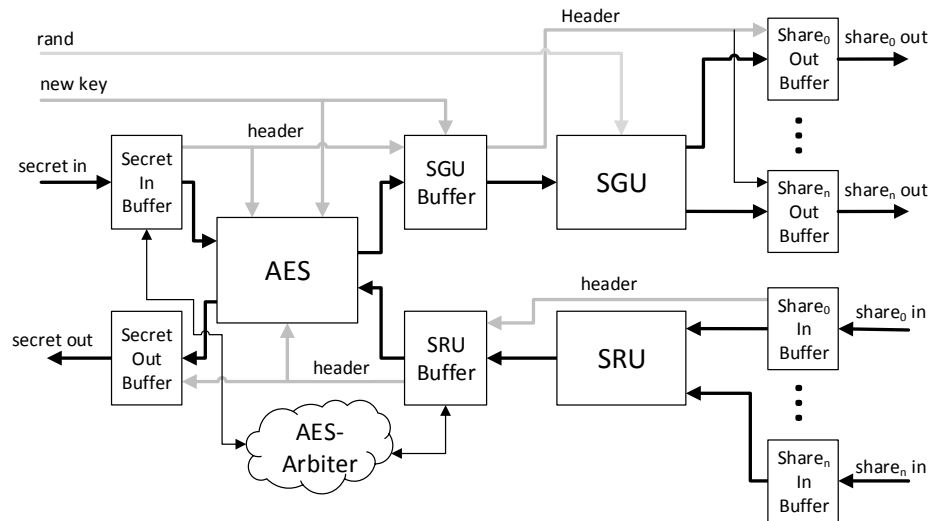 Header
rand
new key
header
secret in
Secret
In
Buffer
SGU
Buffer
SGU
Share₀
Out
Buffer
share₀ out
Shareₙ
Out
Buffer
shareₙ out
AES
secret out
Secret
Out
Buffer
header
SRU
Buffer
SRU
header
Share₀
In
Buffer
share₀ in
AES-
Arbiter
Shareₙ
In
Buffer
shareₙ in